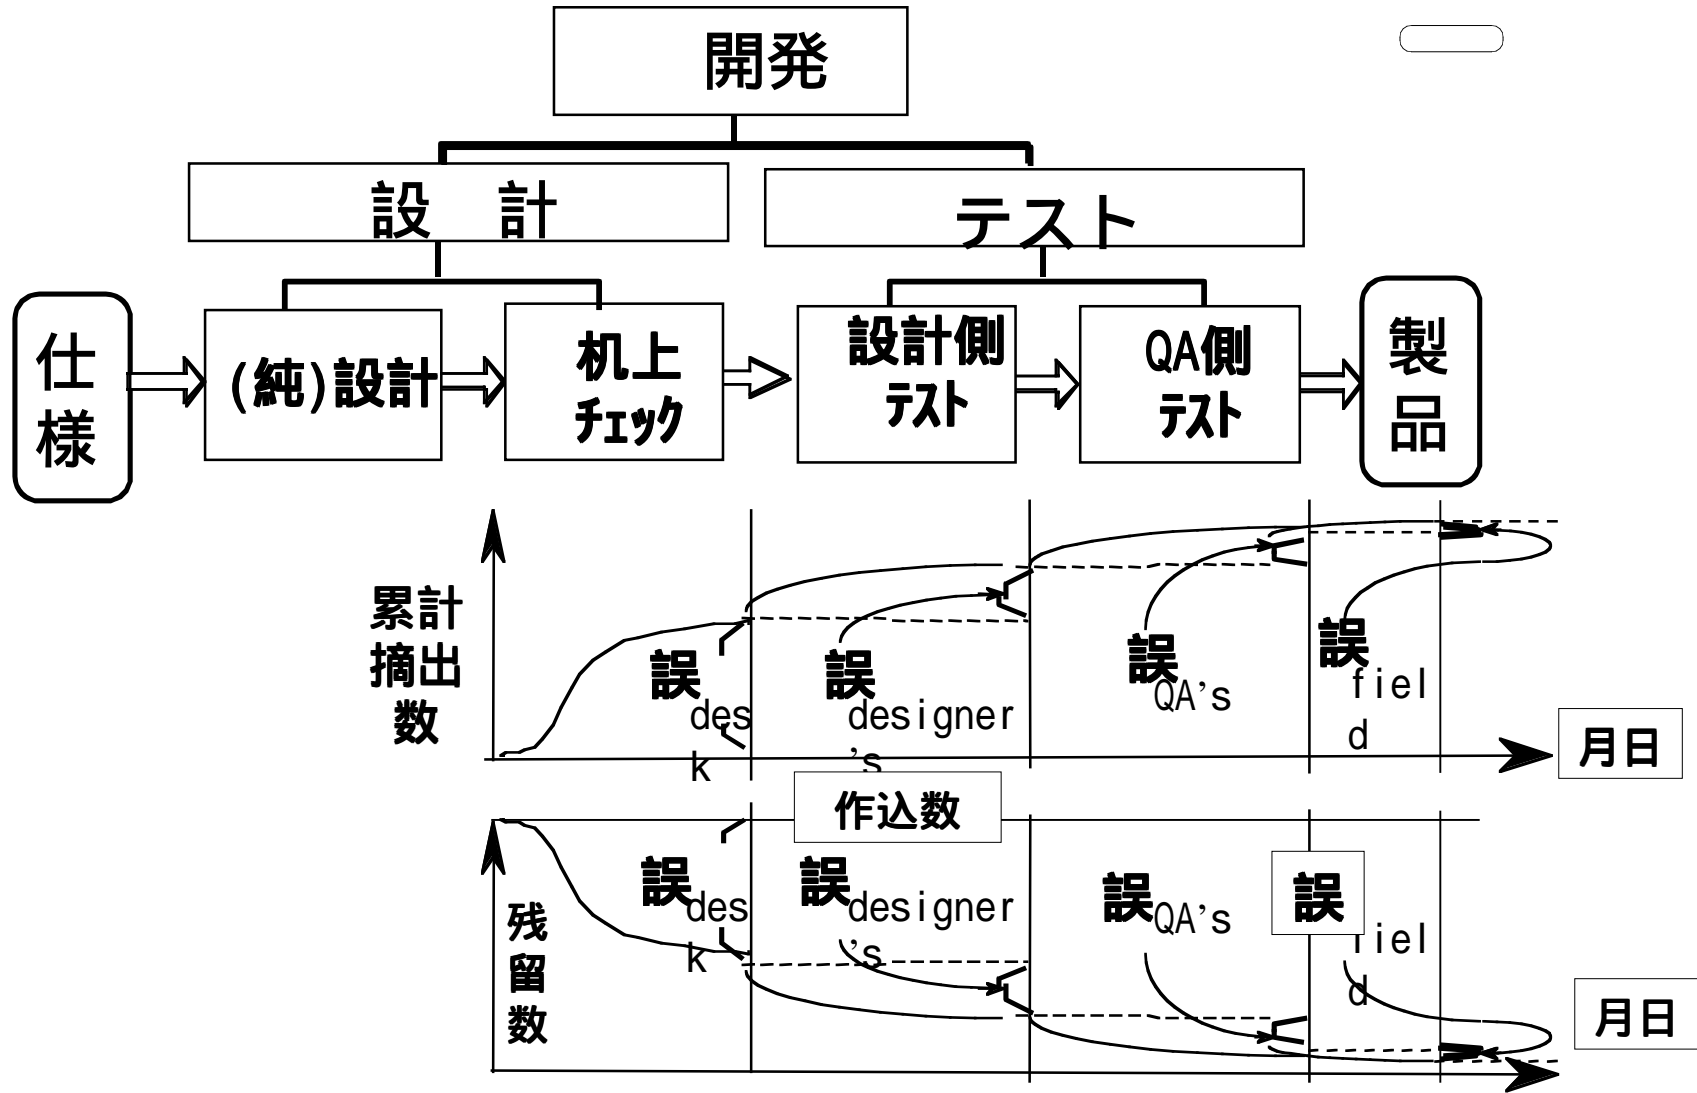 開発
設 計
テスト
仕
様
(純)設計
机上
チェック
設計側
テスト
QA側
テスト
製
品
累計
摘出
数
誤
des
k
誤
designer
's
誤
QA's
誤
fiel
d
月日
作込数
残
留
数
誤
des
k
誤
designer
's
誤
QA's
誤
fiel
d
月日